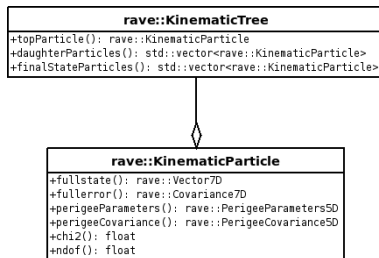 rave::KinematicTree
+topParticle(): rave::KinematicParticle
+daughterParticles(): std::vector<rave::KinematicParticle>
+finalStateParticles(): std::vector<rave::KinematicParticle>
rave::KinematicParticle
+fullstate(): rave::Vector7D
+fullerror(): rave::Covariance7D
+perigeeParameters(): rave::PerigeeParameters5D
+perigeeCovariance(): rave::PerigeeCovariance5D
+chi2(): float
+ndof(): float